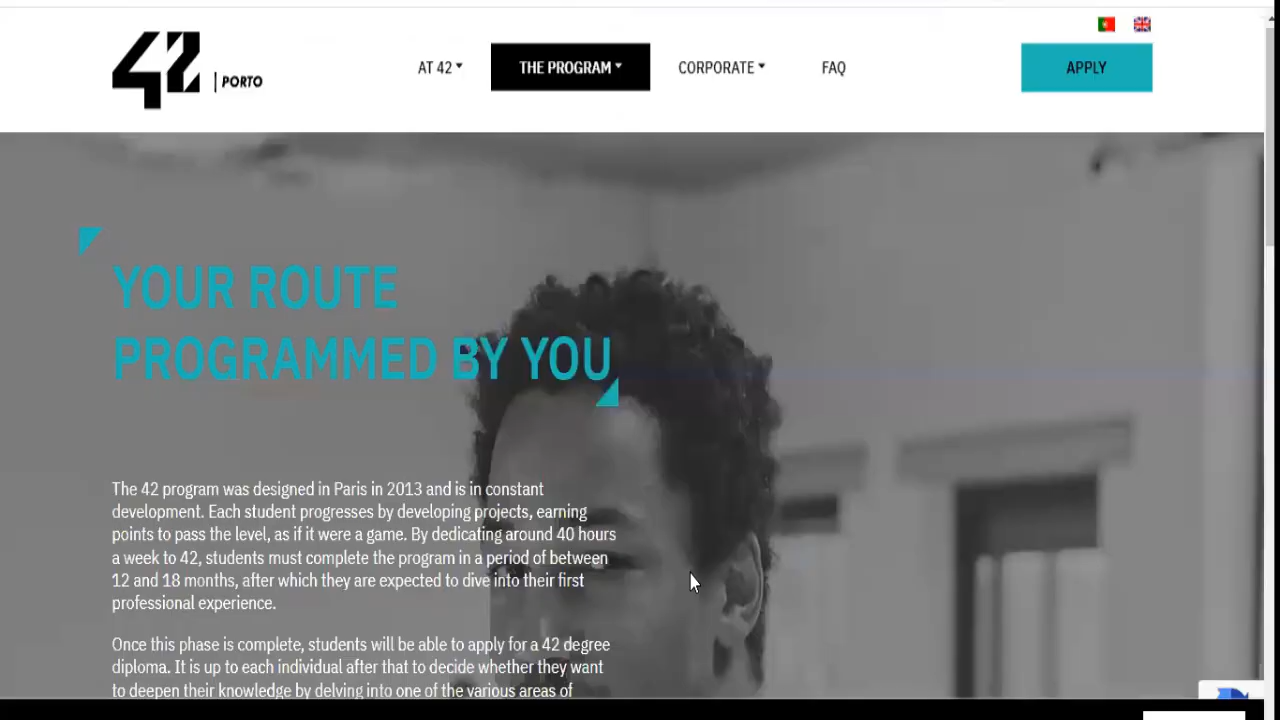 42 | PORTO
AT 42
THE PROGRAM
CORPORATE
FAQ
APPLY
YOUR ROUTE
PROGRAMMED BY YOU
The 42 program was designed in Paris in 2013 and is in constant
development. Each student progresses by developing projects, earning
points to pass the level, as if it were a game. By dedicating around 40 hours
a week to 42, students must complete the program in a period of between
12 and 18 months, after which they are expected to dive into their first
professional experience.
Once this phase is complete, students will be able to apply for a 42 degree
diploma. It is up to each individual after that to decide whether they want
to deepen their knowledge by delving into one of the various areas of